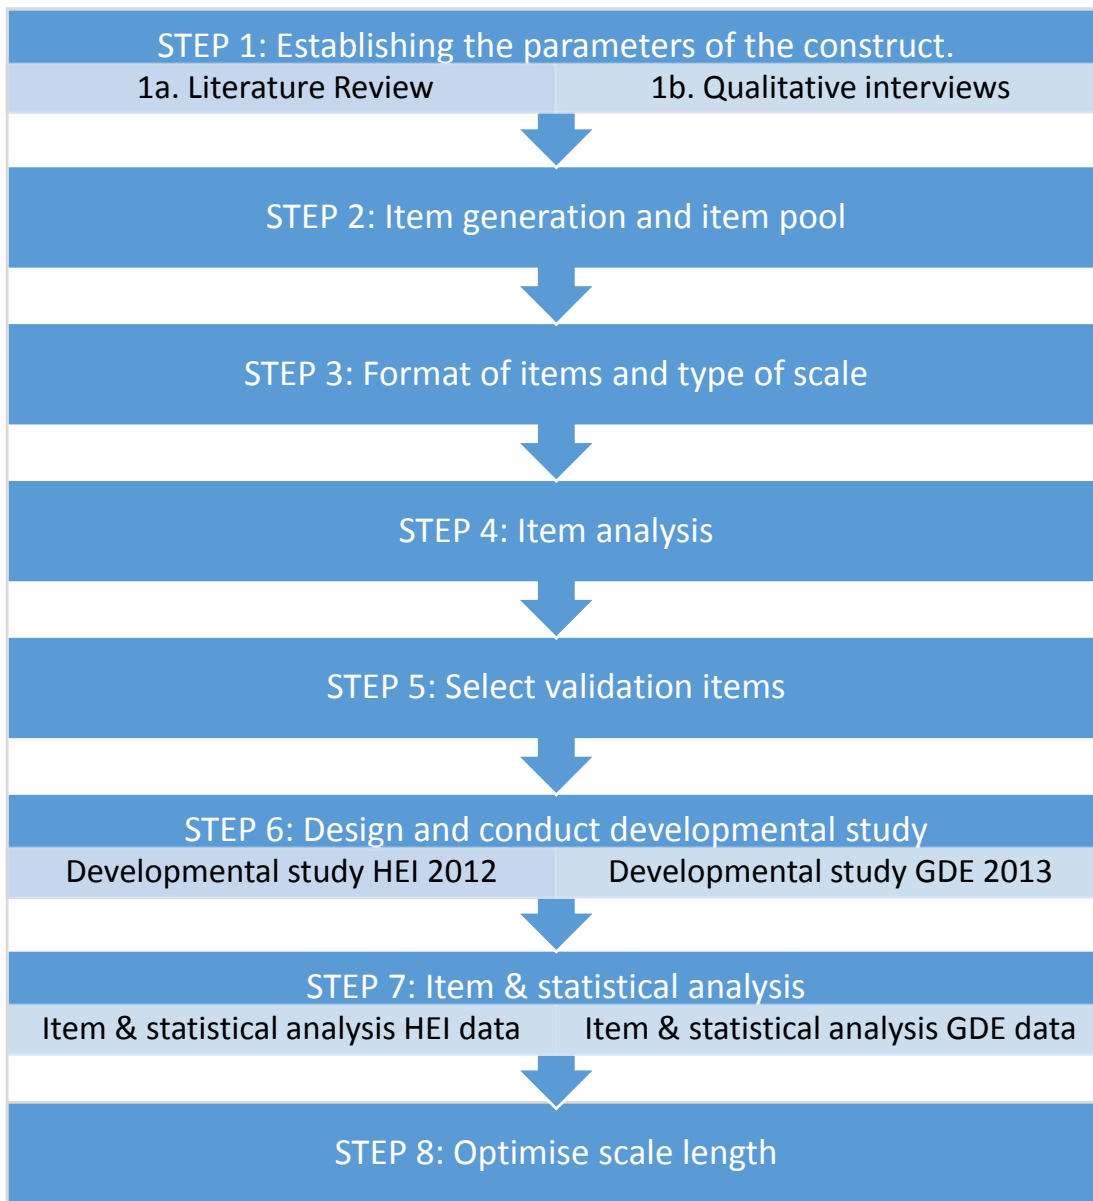 STEP 1: Establishing the parameters of the construct.
1a. Literature Review
1b. Qualitative interviews
STEP 2: Item generation and item pool
STEP 3: Format of items and type of scale
STEP 4: Item analysis
STEP 5: Select validation items
STEP 6: Design and conduct developmental study
Developmental study HEI 2012
Developmental study GDE 2013
STEP 7: Item & statistical analysis
Item & statistical analysis HEI data
Item & statistical analysis GDE data
STEP 8: Optimise scale length